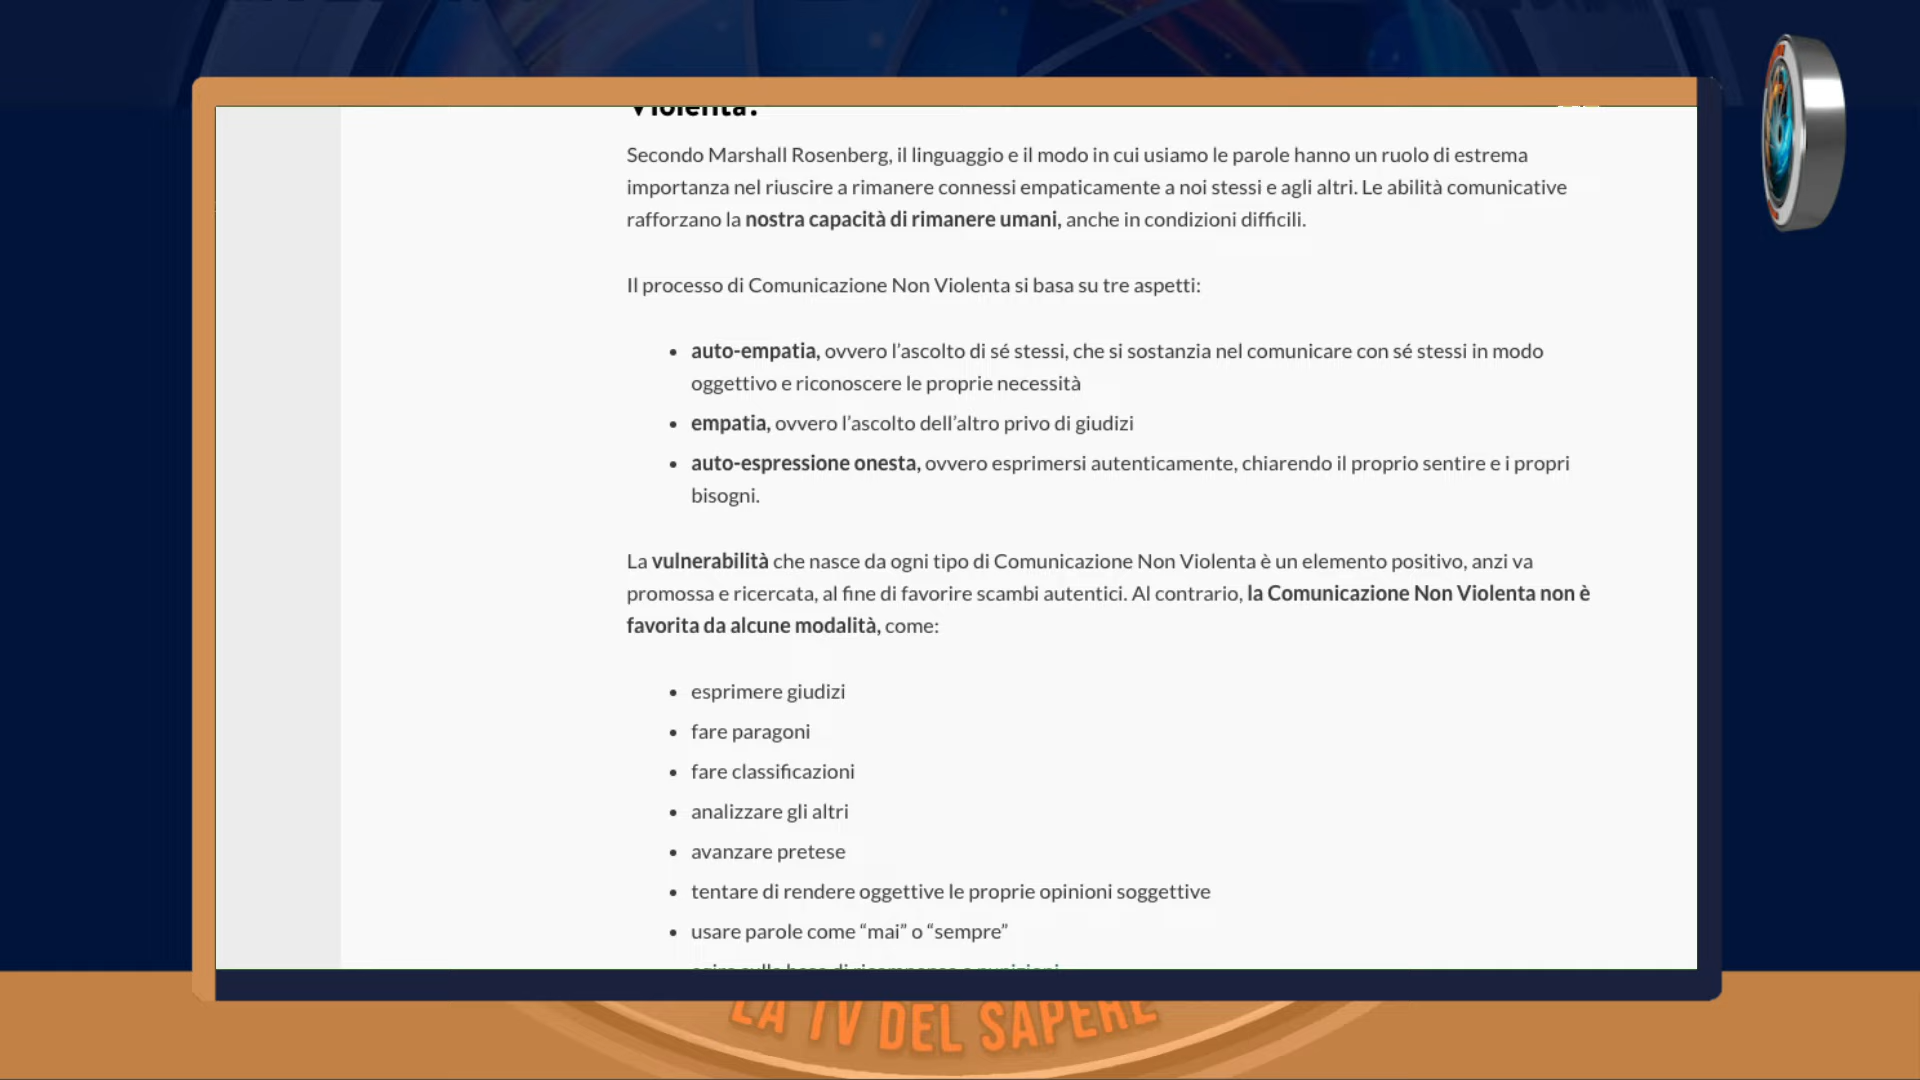 Violenta?
Secondo Marshall Rosenberg, il linguaggio e il modo in cui usiamo le parole hanno un ruolo di estrema
importanza nel riuscire a rimanere connessi empaticamente a noi stessi e agli altri. Le abilità comunicative
rafforzano la nostra capacità di rimanere umani, anche in condizioni difficili.
Il processo di Comunicazione Non Violenta si basa su tre aspetti:
• auto-empatia, ovvero l’ascolto di sé stessi, che si sostanzia nel comunicare con sé stessi in modo
oggettivo e riconoscere le proprie necessità
• empatia, ovvero l’ascolto dell’altro privo di giudizi
• auto-espressione onesta, ovvero esprimersi autenticamente, chiarendo il proprio sentire e i propri
bisogni.
La vulnerabilità che nasce da ogni tipo di Comunicazione Non Violenta è un elemento positivo, anzi va
promossa e ricercata, al fine di favorire scambi autentici. Al contrario, la Comunicazione Non Violenta non è
favorita da alcune modalità, come:
• esprimere giudizi
• fare paragoni
• fare classificazioni
• analizzare gli altri
• avanzare pretese
• tentare di rendere oggettive le proprie opinioni soggettive
• usare parole come “mai” o “sempre”
LA TV DEL SAPERE